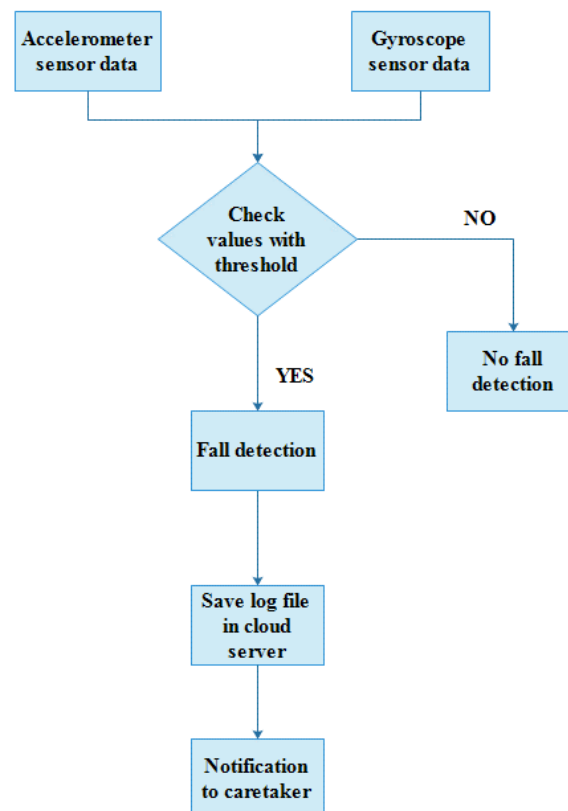 Accelerometer
sensor data
Gyroscope
sensor data
Check
values with
threshold
NO
No fall
detection
YES
Fall detection
Save log file
in cloud
server
Notification
to caretaker